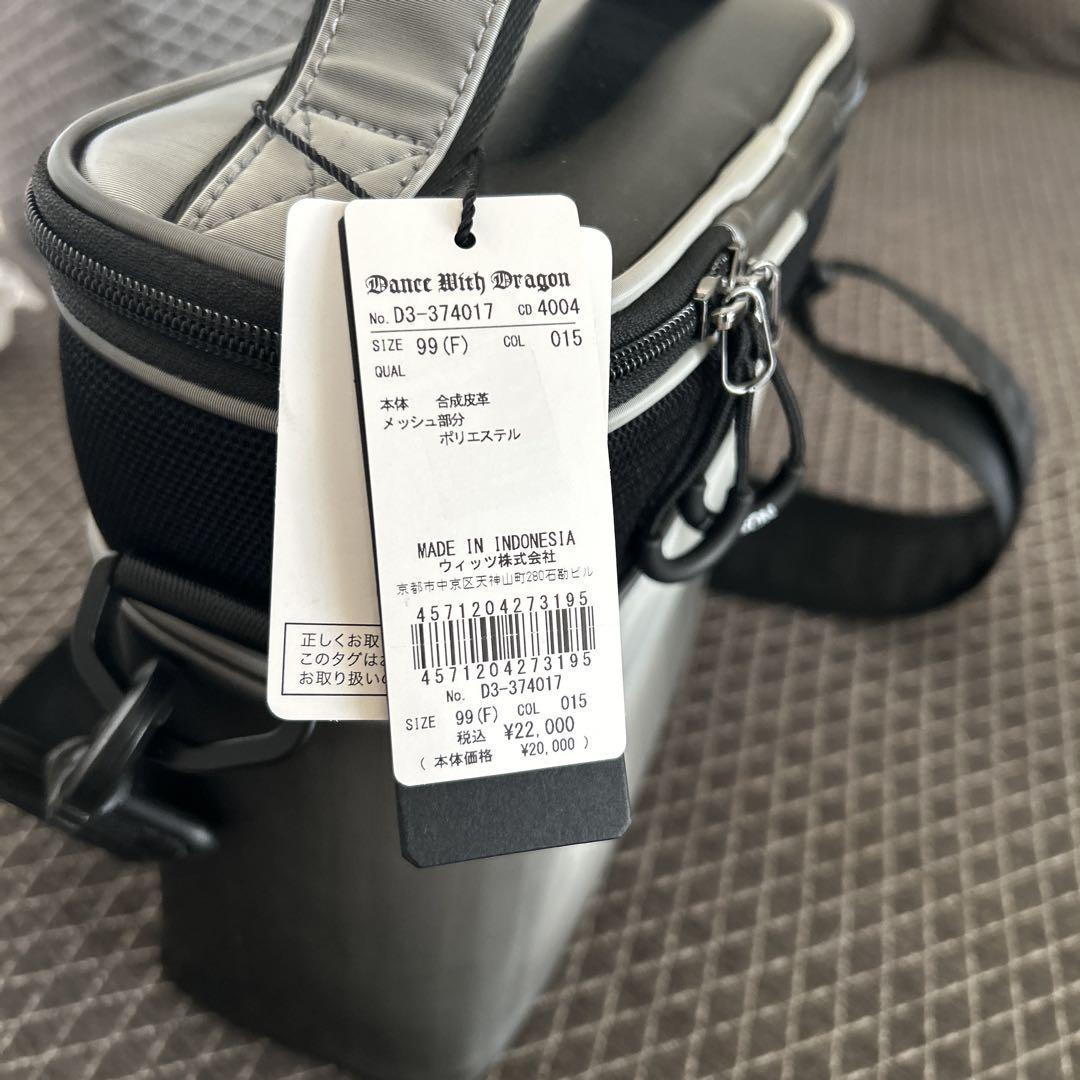 Dance With Dragon
No. D3-374017 CD 4004
SIZE 99(F) COL 015
QUAL
本体 合成皮革
メッシュ部分
ポリエステル
MADE IN INDONESIA
ウィッツ株式会社
京都市中京区天神山町280石勘ビル
4571204273195
4571204273195
No. D3-374017
SIZE 99(F) COL 015
税込 ¥22,000
( 本体価格 ¥20,000 )
正しくお取
このタグはお
お取り扱いの